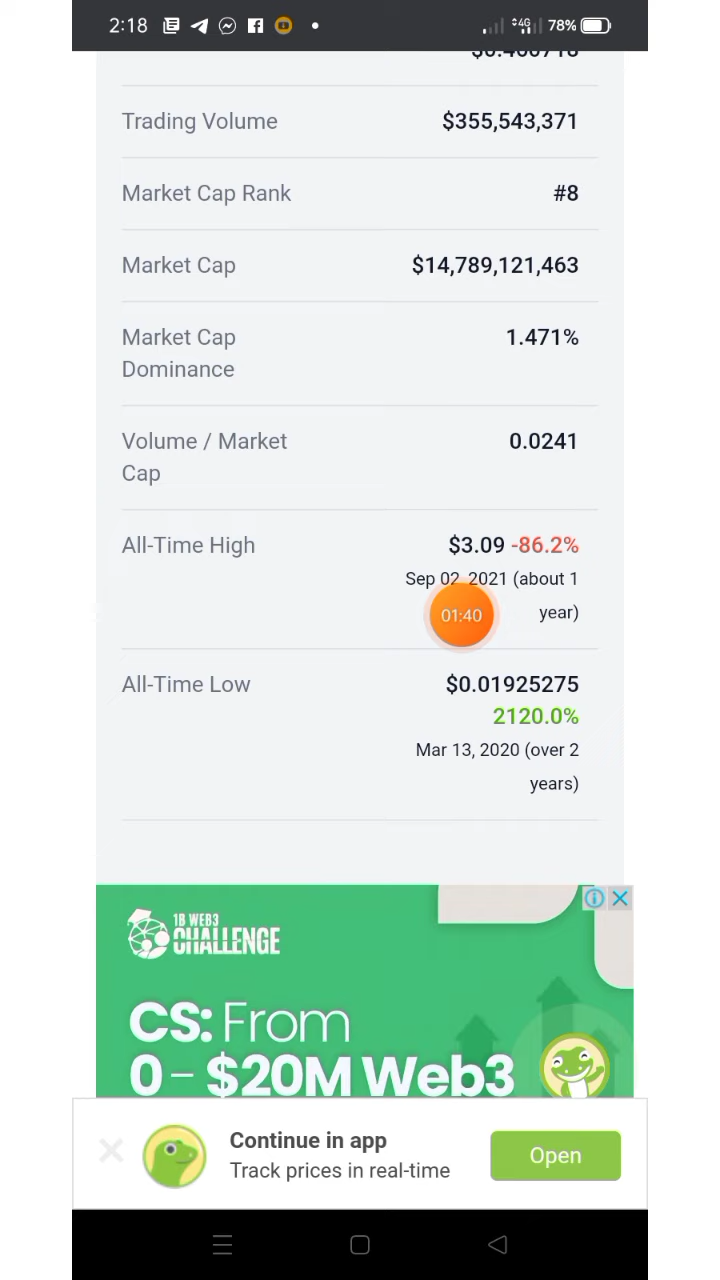 2:18 4G 78%
Trading Volume $355,543,371
Market Cap Rank #8
Market Cap $14,789,121,463
Market Cap 1.471%
Dominance
Volume / Market 0.0241
Cap
All-Time High $3.09 -86.2%
Sep 02, 2021 (about 1
01:40 year)
All-Time Low $0.01925275
2120.0%
Mar 13, 2020 (over 2
years)
1B WEB3
CHALLENGE
CS: From
0 – $20M Web3
Continue in app
Track prices in real-time
Open